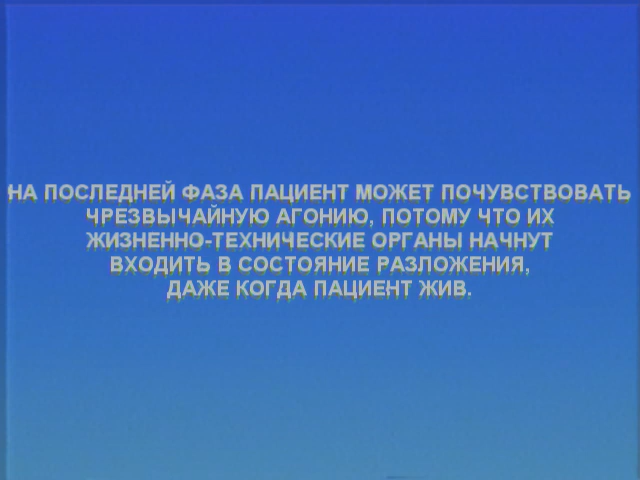 НА ПОСЛЕДНЕЙ ФАЗА ПАЦИЕНТ МОЖЕТ ПОЧУВСТВОВАТЬ
ЧРЕЗВЫЧАЙНУЮ АГОНИЮ, ПОТОМУ ЧТО ИХ
ЖИЗНЕННО-ТЕХНИЧЕСКИЕ ОРГАНЫ НАЧНУТ
ВХОДИТЬ В СОСТОЯНИЕ РАЗЛОЖЕНИЯ,
ДАЖЕ КОГДА ПАЦИЕНТ ЖИВ.